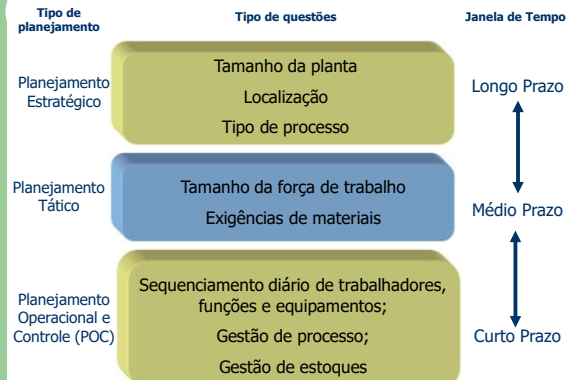 Tipo de
planejamento
Tipo de questões
Janela de Tempo
Planejamento
Estratégico
Tamanho da planta
Localização
Tipo de processo
Longo Prazo
Planejamento
Tático
Tamanho da força de trabalho
Exigências de materiais
Médio Prazo
Planejamento
Operacional e
Controle (POC)
Sequenciamento diário de trabalhadores,
funções e equipamentos;
Gestão de processo;
Gestão de estoques
Curto Prazo